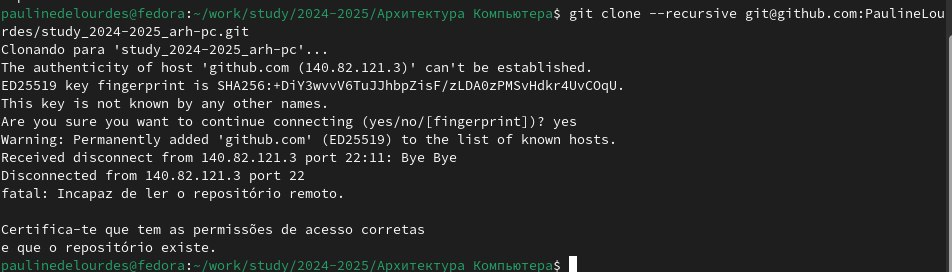 paulinedelourdes@fedora:~/work/study/2024-2025/Архитектура Компьютера$ git clone --recursive git@github.com:PaulineLou
rdes/study_2024-2025_arh-pc.git
Clonando para 'study_2024-2025_arh-pc'...
The authenticity of host 'github.com (140.82.121.3)' can't be established.
ED25519 key fingerprint is SHA256:+DiY3wvvV6TuJJhbpZisF/zLDA0zPMSvHdkr4UvCOqU.
This key is not known by any other names.
Are you sure you want to continue connecting (yes/no/[fingerprint])? yes
Warning: Permanently added 'github.com' (ED25519) to the list of known hosts.
Received disconnect from 140.82.121.3 port 22:11: Bye Bye
Disconnected from 140.82.121.3 port 22
fatal: Incapaz de ler o repositório remoto.
Certifica-te que tem as permissões de acesso corretas
e que o repositório existe.
paulinedelourdes@fedora:~/work/study/2024-2025/Архитектура Компьютера$